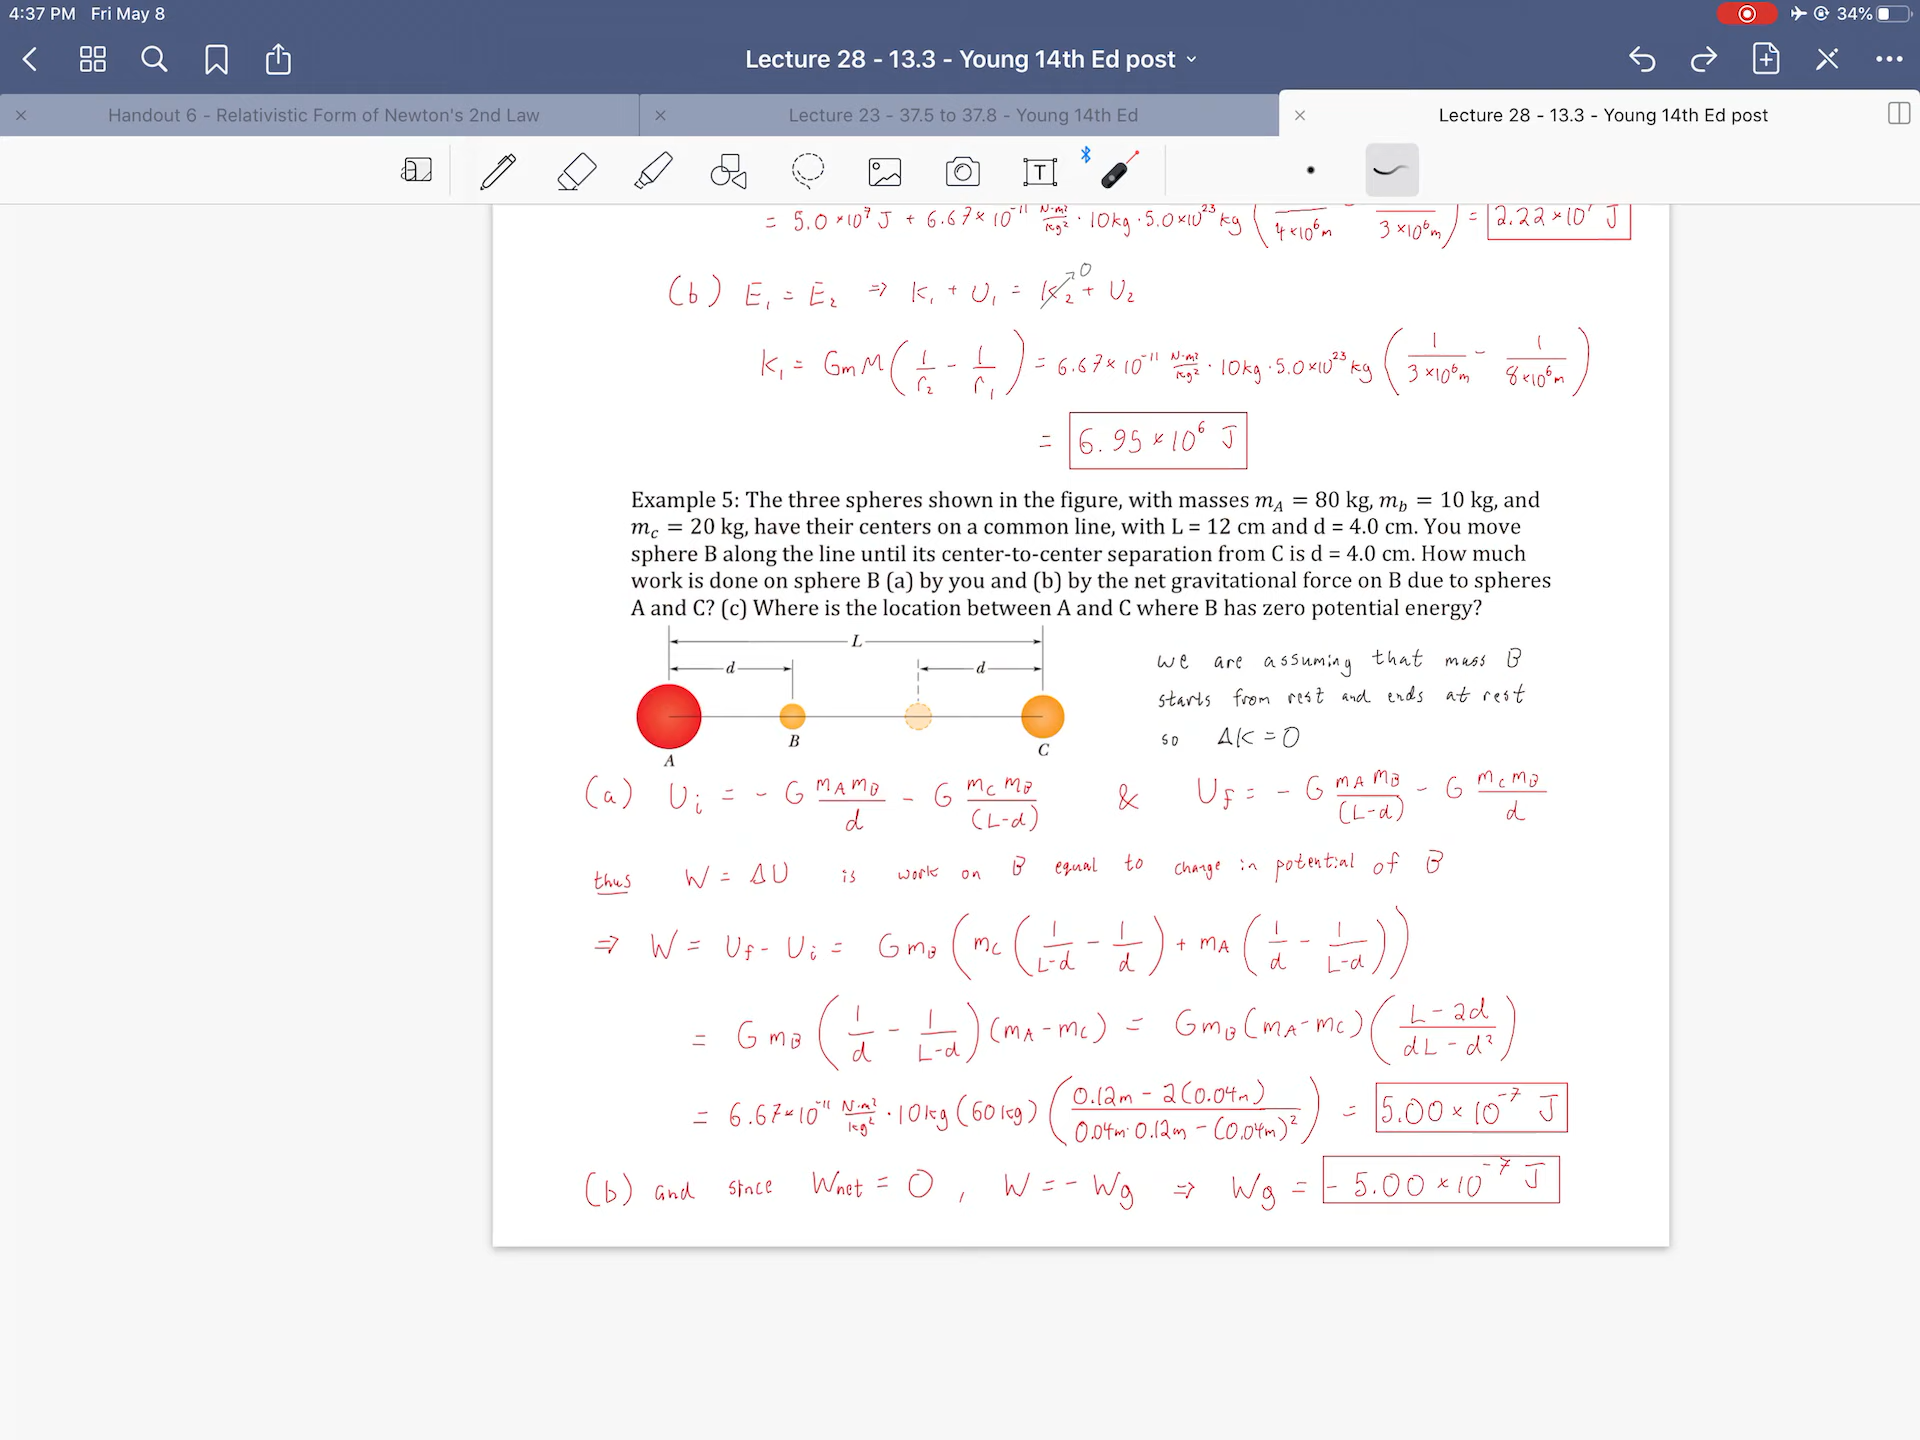 4:37 PM Fri May 8
34%
Lecture 28 - 13.3 - Young 14th Ed post
Handout 6 - Relativistic Form of Newton's 2nd Law
Lecture 23 - 37.5 to 37.8 - Young 14th Ed
Lecture 28 - 13.3 - Young 14th Ed post
= 5.0 × 10⁷ J + 6.67 × 10⁻¹¹ N·m²/kg² · 10kg · 5.0×10²³ kg ( /4×10⁶m − /3×10⁶m) = 2.22 × 10⁷ J
(b) E₁ = E₂ ⇒ K₁ + U₁ = K₂ + U₂ 0
K₁ = GmM(1/r₂ - 1/r₁) = 6.67 × 10⁻¹¹ N·m²/kg² · 10kg · 5.0×10²³ kg (1/3×10⁶m - 1/8×10⁶m)
= 6.95 × 10⁶ J
Example 5: The three spheres shown in the figure, with masses m_A = 80 kg, m_b = 10 kg, and
m_C = 20 kg, have their centers on a common line, with L = 12 cm and d = 4.0 cm. You move
sphere B along the line until its center-to-center separation from C is d = 4.0 cm. How much
work is done on sphere B (a) by you and (b) by the net gravitational force on B due to spheres
A and C? (c) Where is the location between A and C where B has zero potential energy?
L
d
d
A
B
C
we are assuming that mass B
starts from rest and ends at rest
so ΔK = 0
(a) U_i = - G m_A m_B/d - G m_C m_B/(L-d) & U_f = - G m_A m_B/(L-d) - G m_C m_B/d
thus W = ΔU is work on B equal to change in potential of B
⇒ W = U_f - U_i = G m_B (m_C (1/L-d - 1/d) + m_A (1/d - 1/L-d))
= G m_B (1/d - 1/L-d)(m_A - m_C) = G m_B (m_A - m_C)(L-2d/dL-d²)
= 6.67×10⁻¹¹ N·m²/kg² · 10kg (60kg) (0.12m - 2(0.04m)/0.04m·0.12m - (0.04m)²) = 5.00 × 10⁻⁷ J
(b) and since W_net = 0, W = - W_g ⇒ W_g = - 5.00 × 10⁻⁷ J